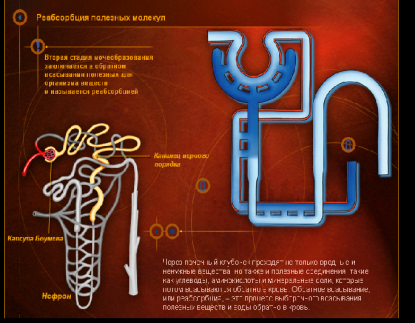 Реабсорбция полезных молекул
Вторая стадия мочеобразования
заключается в обратном
всасывании полезных для
организма веществ
и называется реабсорбцией
Каналец первого
порядка
Капсула Боумена
Нефрон
Через почечный клубочек проходят не только вредные и
ненужные вещества, но также и полезные соединения, такие
как углеводы, аминокислоты и минеральные соли, которые
потом всасываются обратно в кровь. Обратное всасывание,
или реабсорбция, – это процесс выборочного всасывания
полезных веществ и воды обратно в кровь.